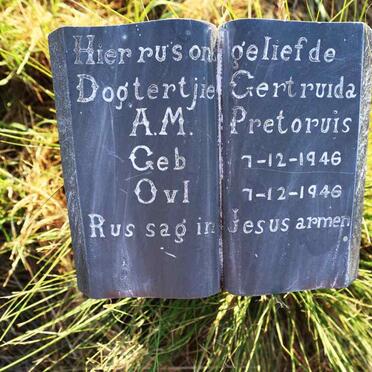 Hier rus on geliefde
Dogtertjie Gertruida
A.M. Pretoruis
Geb 7-12-1946
Ovl 7-12-1946
Rus sag in Jesus armen